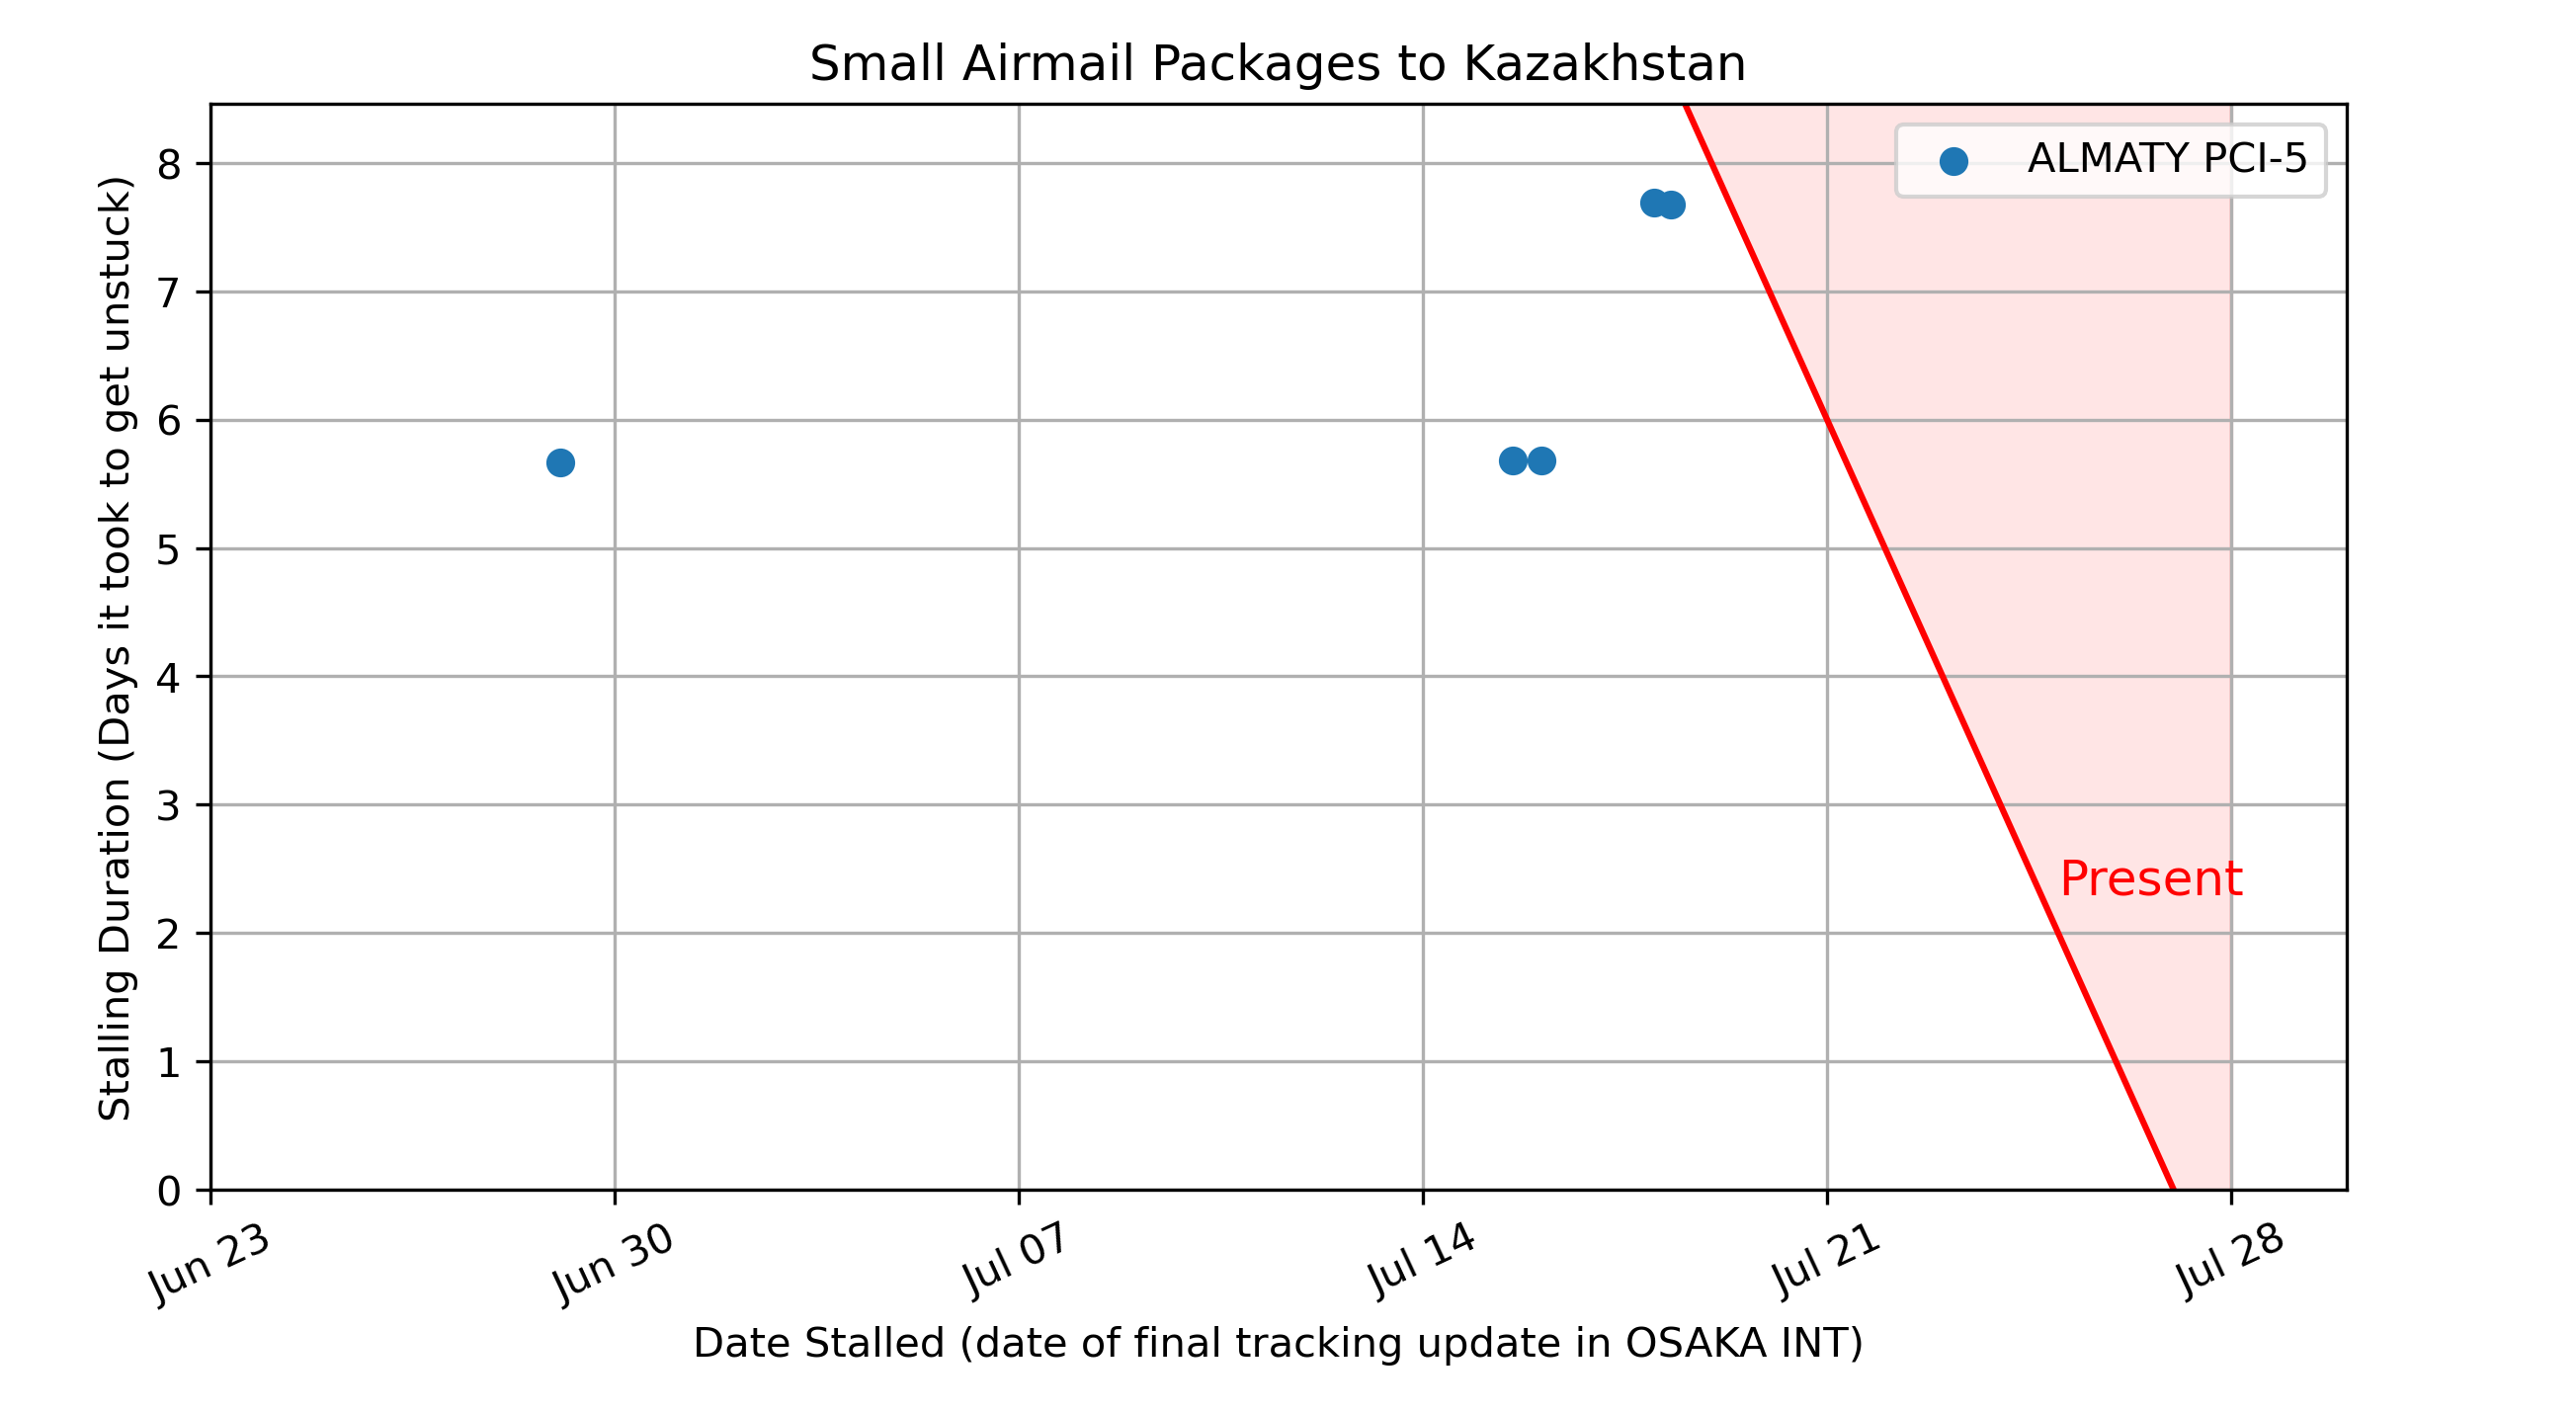 Small Airmail Packages to Kazakhstan
ALMATY PCI-5
Stalling Duration (Days it took to get unstuck)
8
7
6
5
4
3
2
1
0
Present
Jun 23
Jun 30
Jul 07
Jul 14
Jul 21
Jul 28
Date Stalled (date of final tracking update in OSAKA INT)